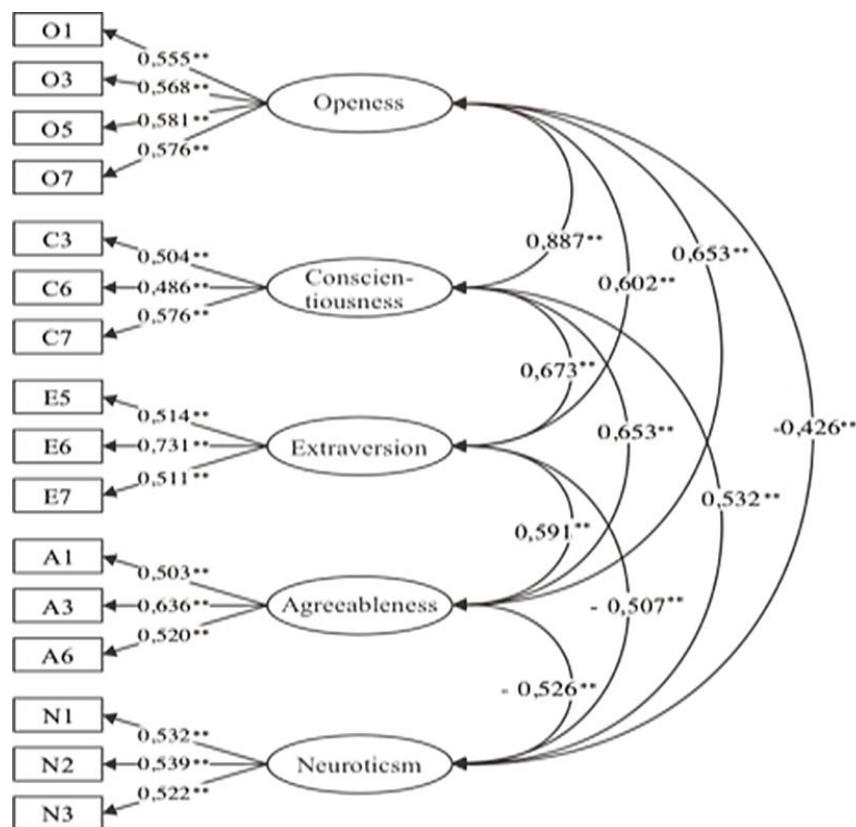 O1
0,555**
O3
0,568**
Openess
O5
0,581**
0,576**
O7
C3
0,887**
0,504**
0,653**
C6
0,486**
Conscien-
tiousness
0,602**
0,576**
C7
0,673**
E5
0,514**
0,653**
-0,426**
E6
0,731**
Extraversion
0,511**
E7
0,532**
0,591**
A1
0,503**
A3
0,636**
Agreeableness
- 0,507**
0,520**
A6
- 0,526**
N1
0,532**
N2
0,539**
Neuroticsm
0,522**
N3